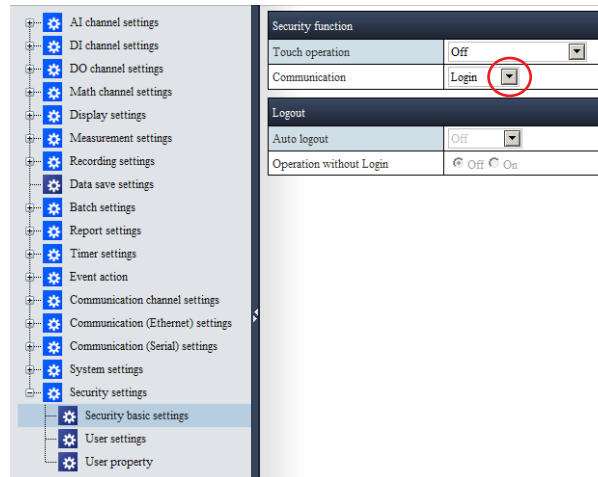 AI channel settings
DI channel settings
DO channel settings
Math channel settings
Display settings
Measurement settings
Recording settings
Data save settings
Batch settings
Report settings
Timer settings
Event action
Communication channel settings
Communication (Ethernet) settings
Communication (Serial) settings
System settings
Security settings
Security basic settings
User settings
User property
Security function
Touch operation Off
Communication Login
Logout
Auto logout Off
Operation without Login Off On